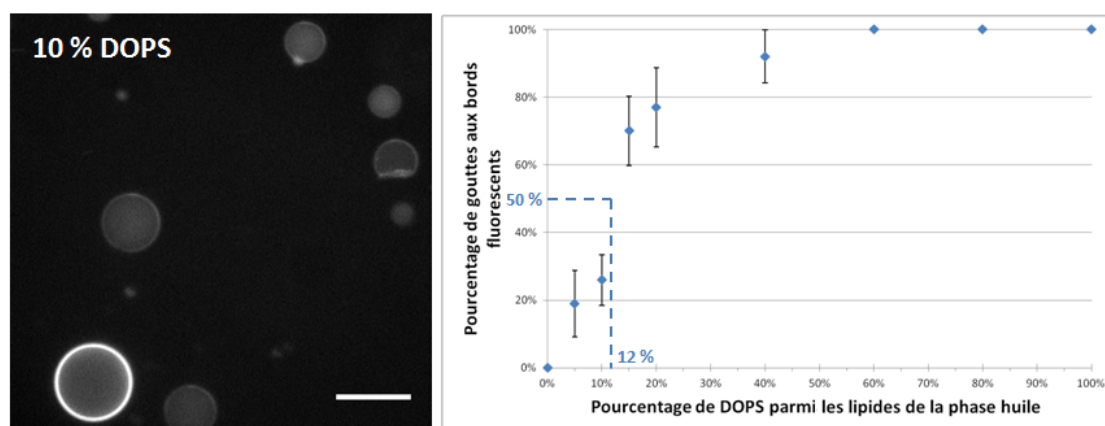 10 % DOPS
Pourcentage de gouttes aux bords
fluorescents
100%
80%
60%
50 %
40%
20%
0%
12 %
0% 10% 20% 30% 40% 50% 60% 70% 80% 90% 100%
Pourcentage de DOPS parmi les lipides de la phase huile